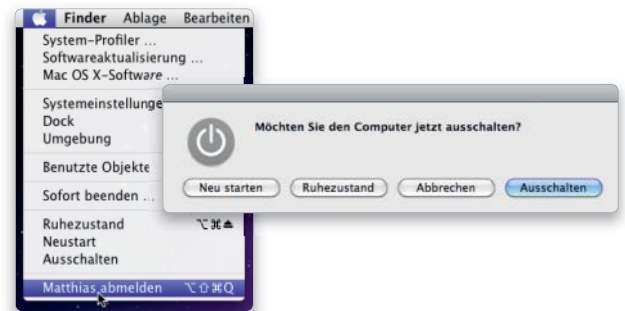 Finder Ablage Bearbeiten
System-Profiler ...
Softwareaktualisierung ...
Mac OS X-Software ...
Systemeinstellunge
Dock
Umgebung
Benutzte Objekte
Sofort beenden ...
Ruhezustand ⌥⌘⏏
Neustart
Ausschalten
Matthias abmelden ⌥⇧⌘Q
Möchten Sie den Computer jetzt ausschalten?
Neu starten Ruhezustand Abbrechen Ausschalten